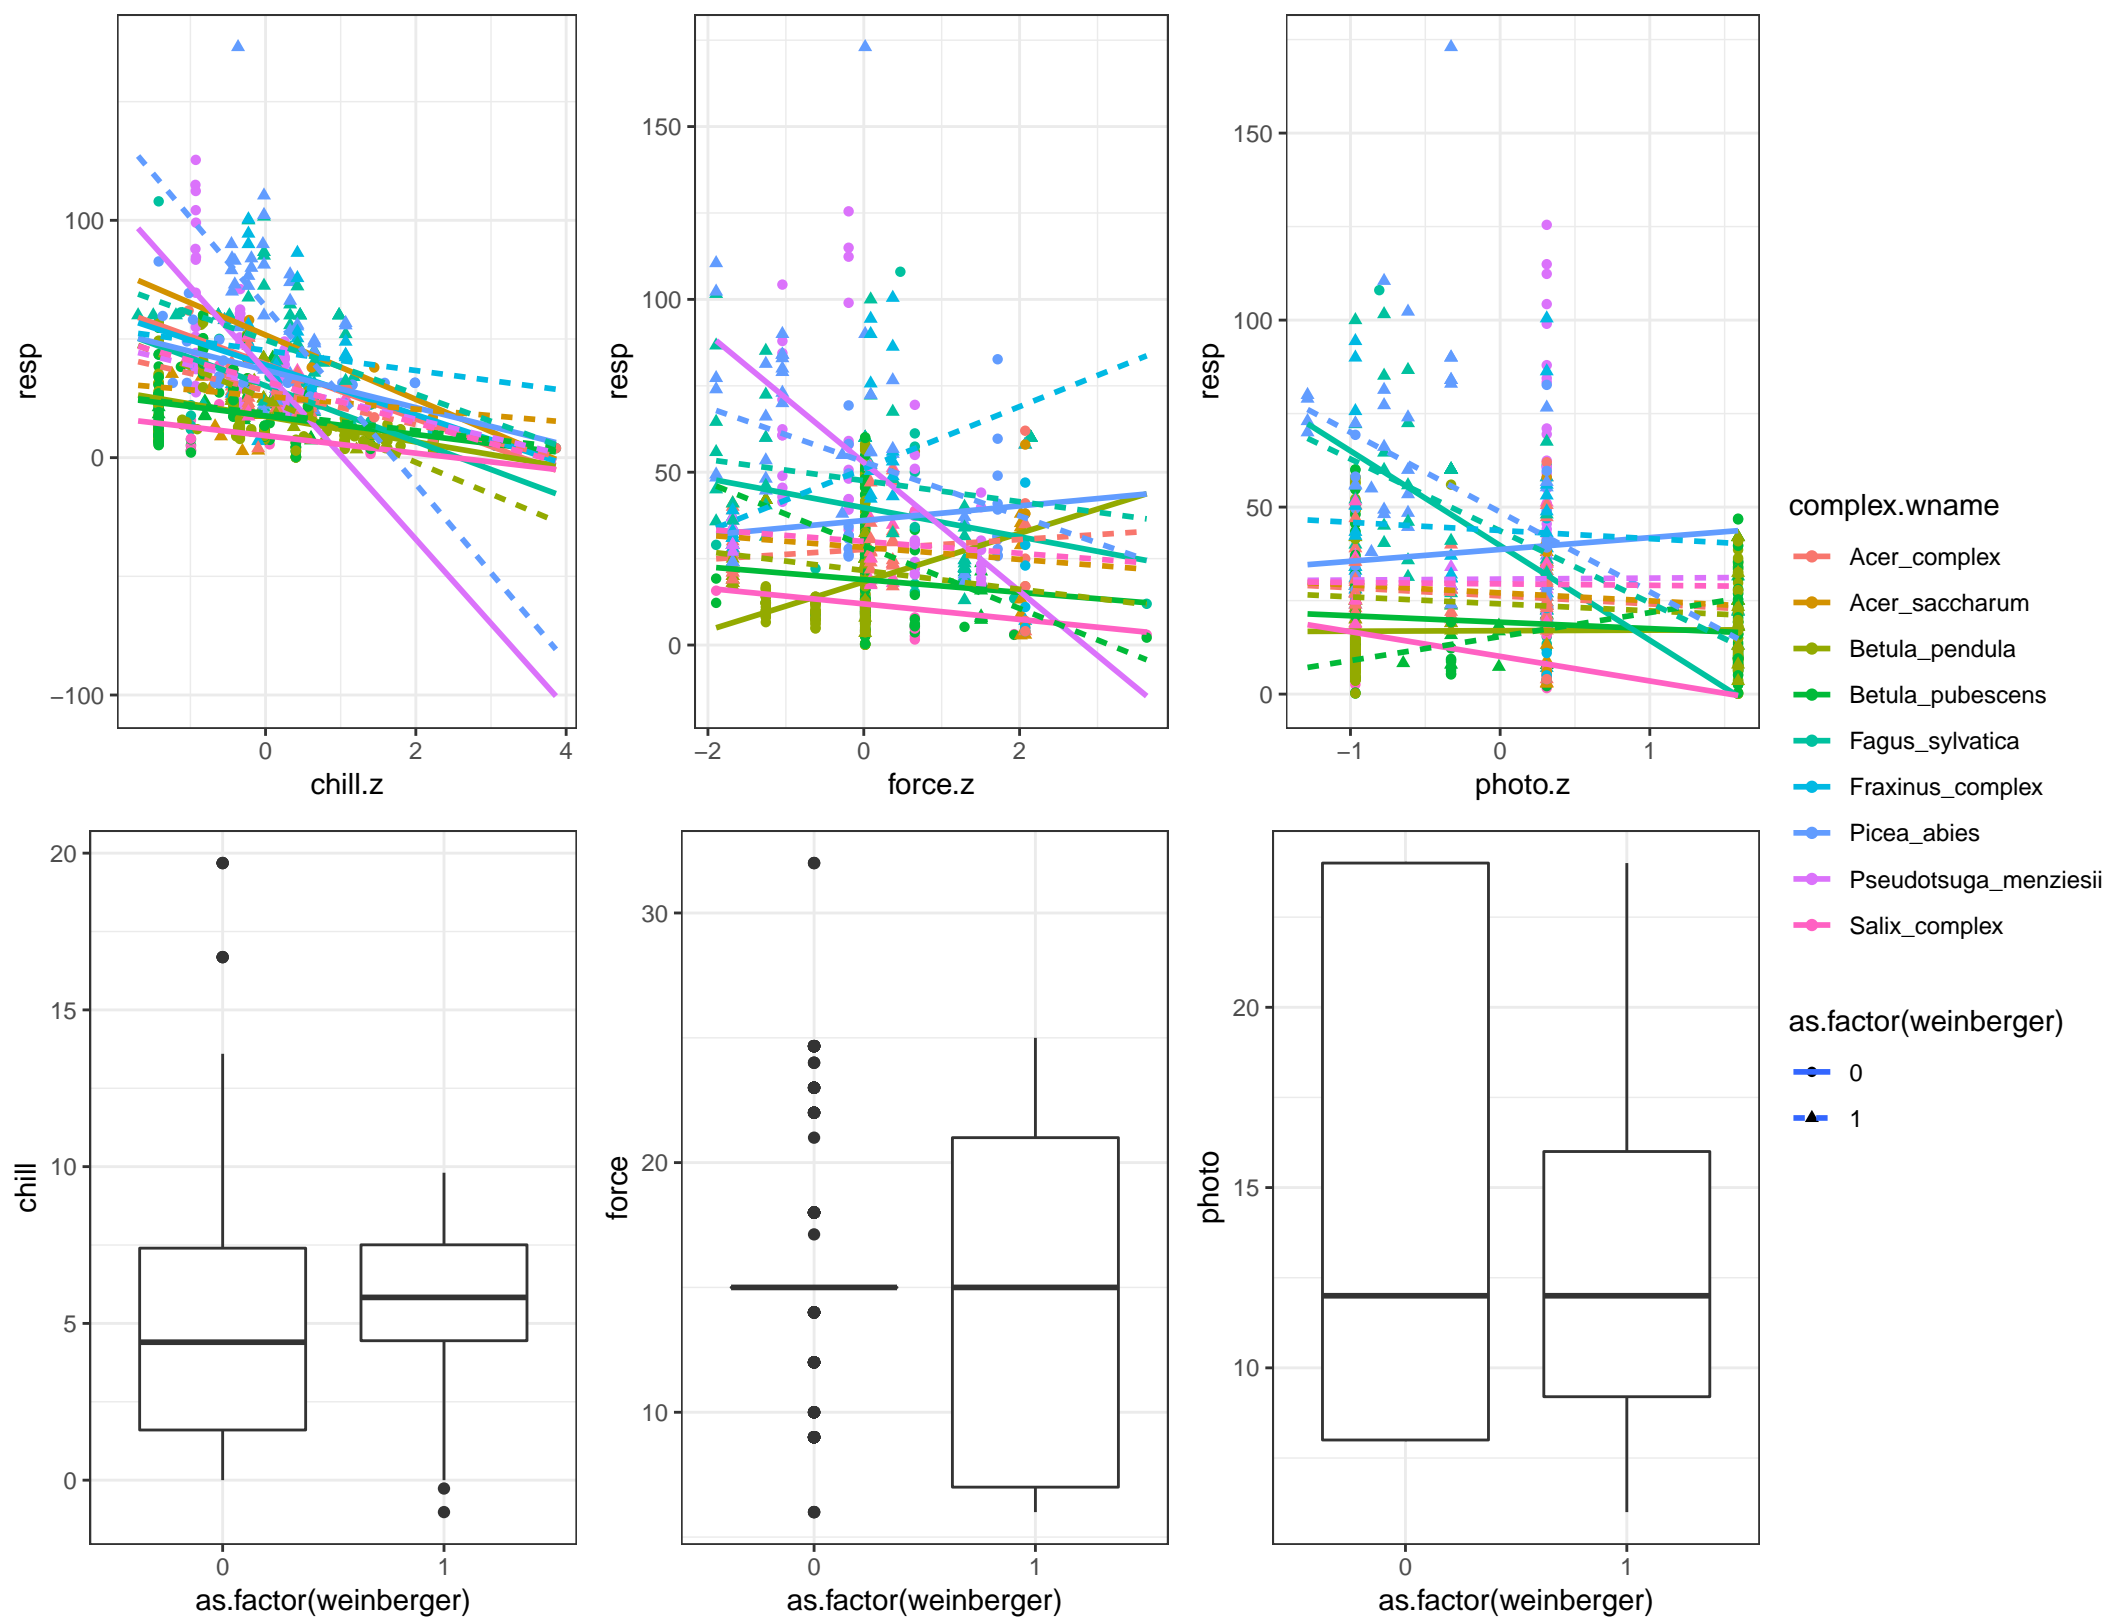 resp
100
0
−100
0
2
4
chill.z
resp
150
100
50
0
−2
0
2
force.z
resp
150
100
50
0
−1
0
1
photo.z
complex.wname
Acer_complex
Acer_saccharum
Betula_pendula
Betula_pubescens
Fagus_sylvatica
Fraxinus_complex
Picea_abies
Pseudotsuga_menziesii
Salix_complex
as.factor(weinberger)
0
1
chill
20
15
10
5
0
0
1
as.factor(weinberger)
force
30
20
10
0
1
as.factor(weinberger)
photo
20
15
10
0
1
as.factor(weinberger)